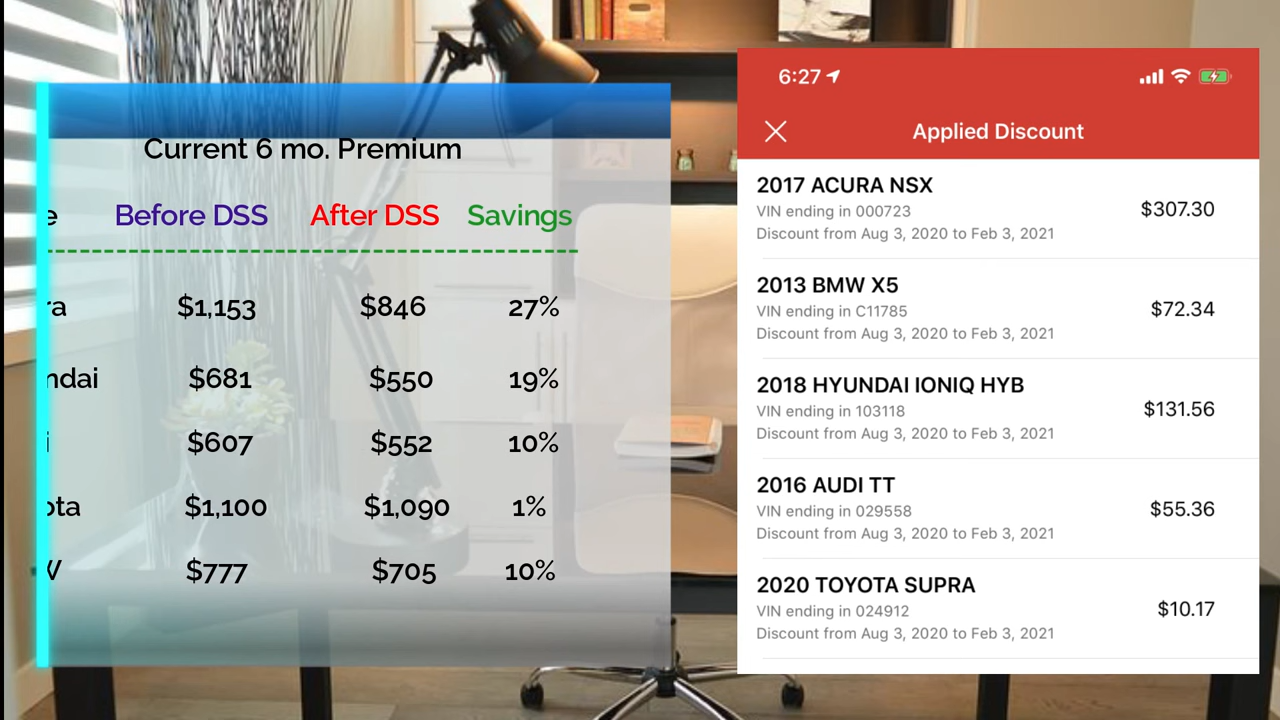 Current 6 mo. Premium
e Before DSS After DSS Savings
ra $1,153 $846 27%
ndai $681 $550 19%
i $607 $552 10%
ota $1,100 $1,090 1%
W $777 $705 10%
6:27
Applied Discount
2017 ACURA NSX
VIN ending in 000723
$307.30
Discount from Aug 3, 2020 to Feb 3, 2021
2013 BMW X5
VIN ending in C11785
$72.34
Discount from Aug 3, 2020 to Feb 3, 2021
2018 HYUNDAI IONIQ HYB
VIN ending in 103118
$131.56
Discount from Aug 3, 2020 to Feb 3, 2021
2016 AUDI TT
VIN ending in 029558
$55.36
Discount from Aug 3, 2020 to Feb 3, 2021
2020 TOYOTA SUPRA
VIN ending in 024912
$10.17
Discount from Aug 3, 2020 to Feb 3, 2021